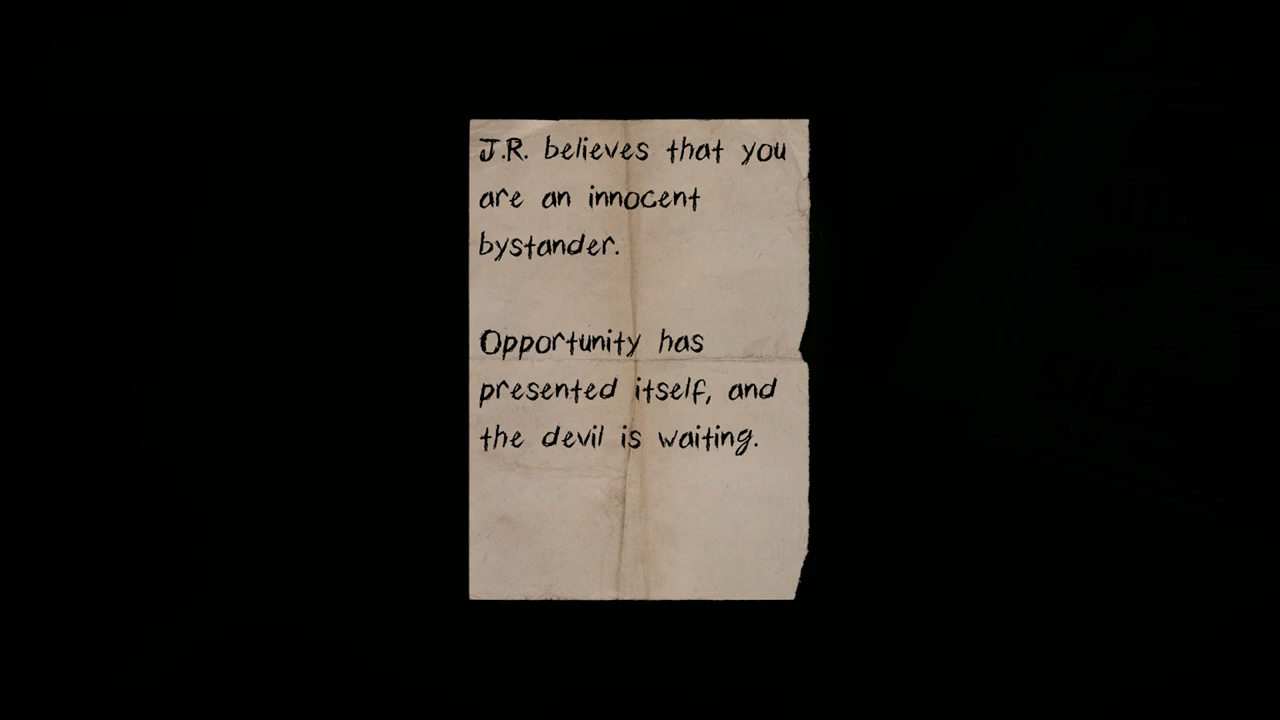 J.R. believes that you
are an innocent
bystander.
Opportunity has
presented itself, and
the devil is waiting.